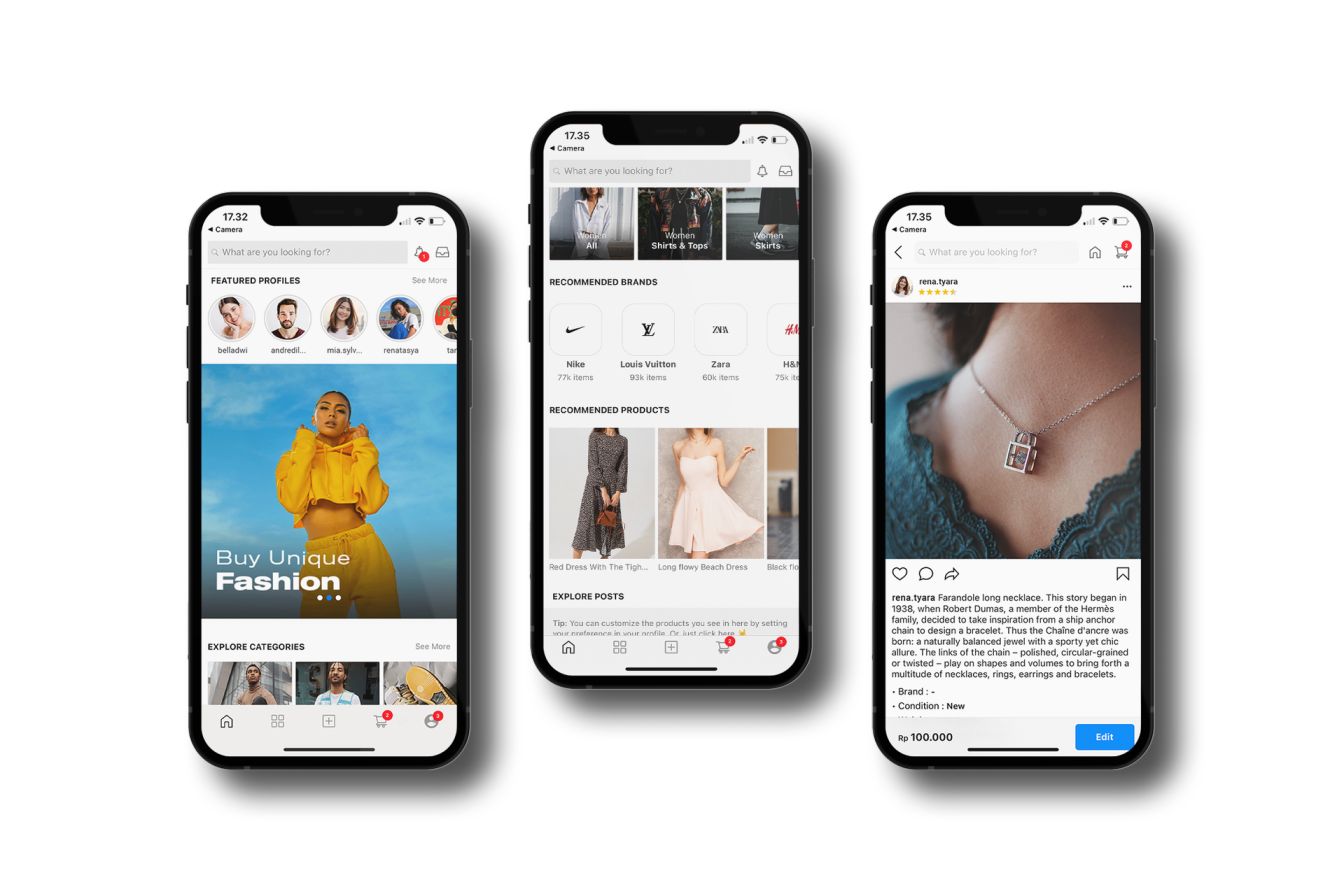 17.32
Camera
What are you looking for?
1
FEATURED PROFILES
See More
belladwi
andredil...
mia.sylv...
renatasya
tar
Buy Unique
Fashion
EXPLORE CATEGORIES
See More
2
3
17.35
Camera
What are you looking for?
Women
All
Women
Shirts & Tops
Women
Skirts
RECOMMENDED BRANDS
LV
ZARA
H&M
Nike
Louis Vuitton
Zara
H&M
77k items
93k items
60k items
75k ite
RECOMMENDED PRODUCTS
Red Dress With The Tigh...
Long flowy Beach Dress
Black flo
EXPLORE POSTS
Tip: You can customize the products you see in here by setting
your preference in your profile. Or, just click here. 🤟
2
3
17.35
Camera
What are you looking for?
2
rena.tyara
rena.tyara Farandole long necklace. This story began in
1938, when Robert Dumas, a member of the Hermès
family, decided to take inspiration from a ship anchor
chain to design a bracelet. Thus the Chaîne d'ancre was
born: a naturally balanced jewel with a sporty yet chic
allure. The links of the chain – polished, circular-grained
or twisted – play on shapes and volumes to bring forth a
multitude of necklaces, rings, earrings and bracelets.
• Brand : -
• Condition : New
Rp 100.000
Edit